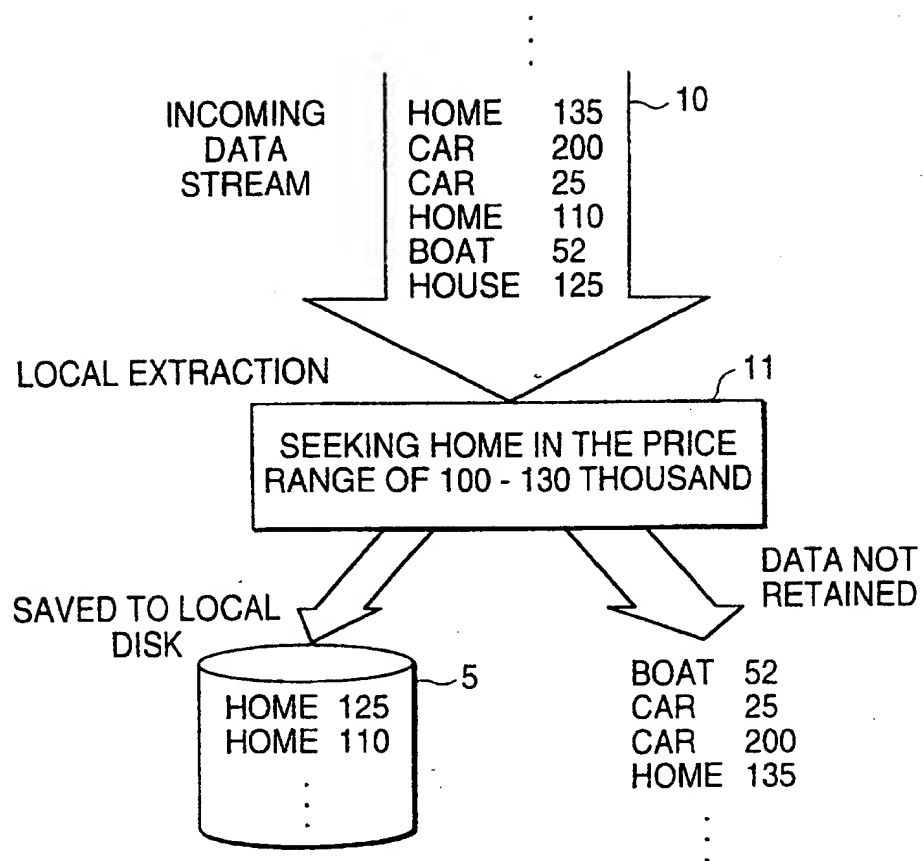 INCOMING
DATA
STREAM
10
HOME 135
CAR 200
CAR 25
HOME 110
BOAT 52
HOUSE 125
LOCAL EXTRACTION
11
SEEKING HOME IN THE PRICE
RANGE OF 100 - 130 THOUSAND
SAVED TO LOCAL
DISK
DATA NOT
RETAINED
5
HOME 125
HOME 110
BOAT 52
CAR 25
CAR 200
HOME 135